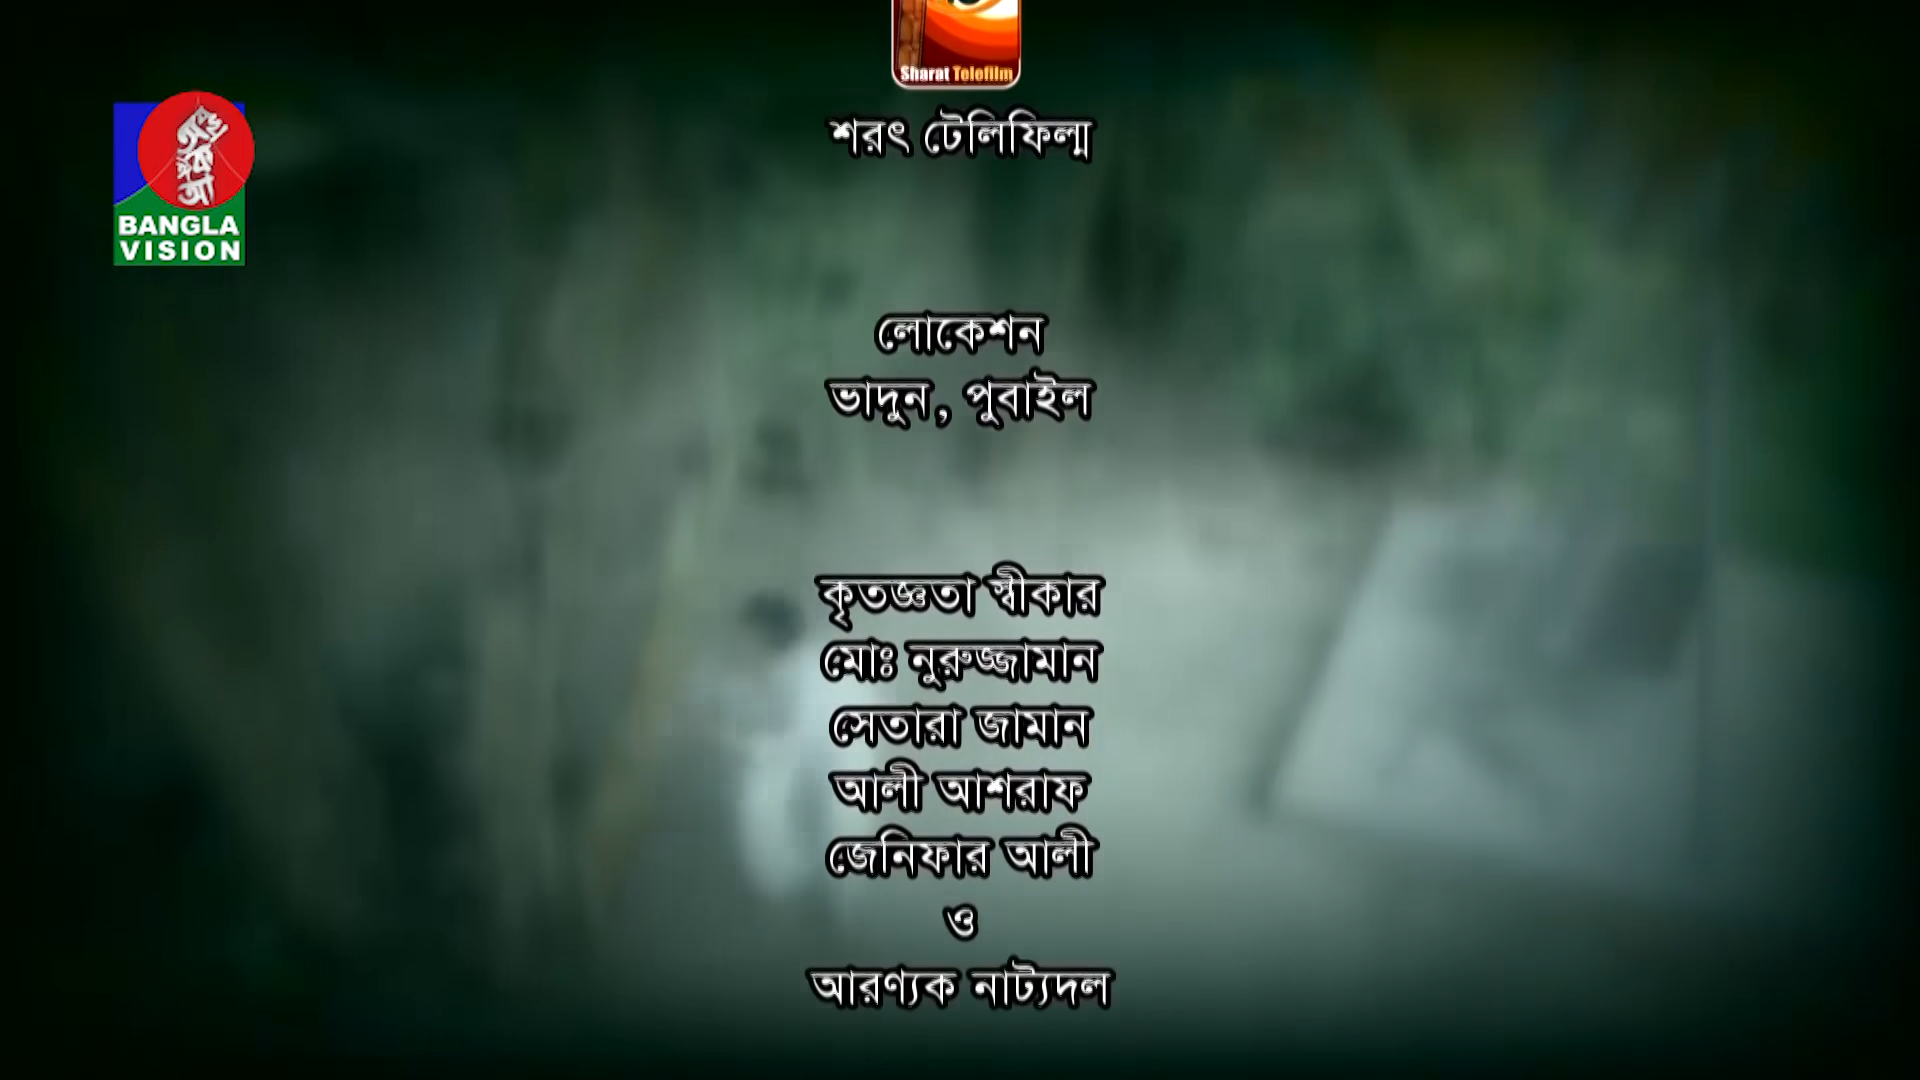 Sharat Telefilm
শরৎ টেলিফিল্ম
BANGLA
VISION
লোকেশন
ভাদুন, পুবাইল
কৃতজ্ঞতা স্বীকার
মোঃ নুরুজ্জামান
সেতারা জামান
আলী আশরাফ
জেনিফার আলী
ও
আরণ্যক নাট্যদল